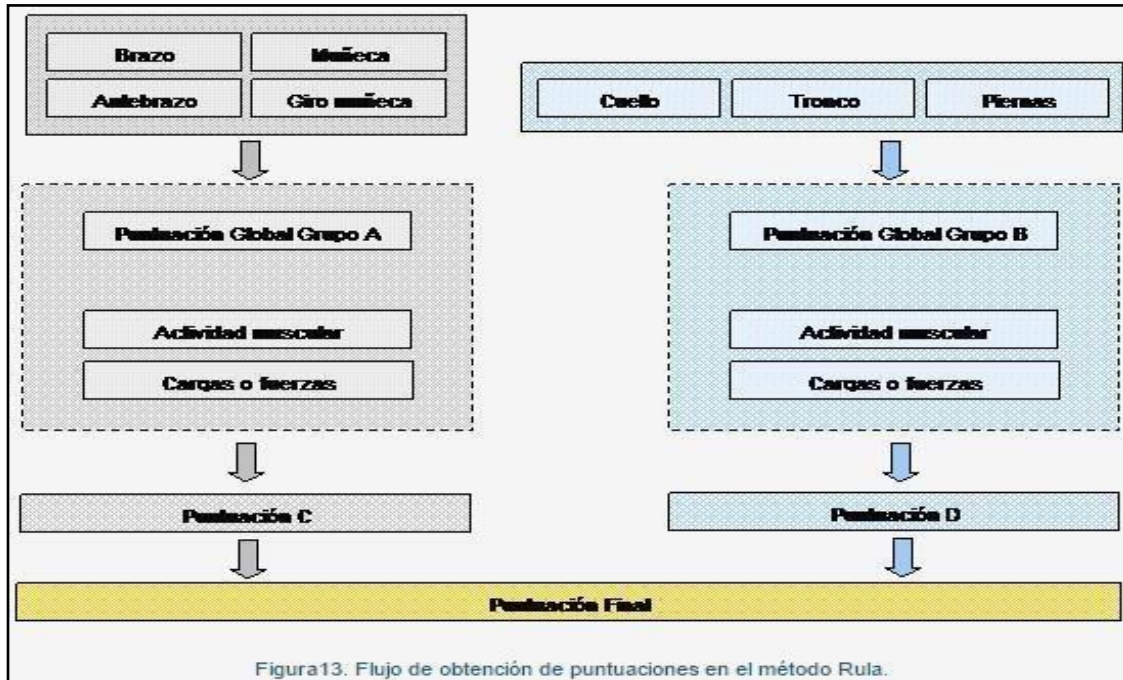 Brazo
Muñeca
Antebrazo
Giro muñeca
Cuello
Tronco
Piernas
Puntuación Global Grupo A
Puntuación Global Grupo B
Actividad muscular
Actividad muscular
Cargas o fuerzas
Cargas o fuerzas
Puntuación C
Puntuación D
Puntuación Final
Figura13. Flujo de obtención de puntuaciones en el método Rula.